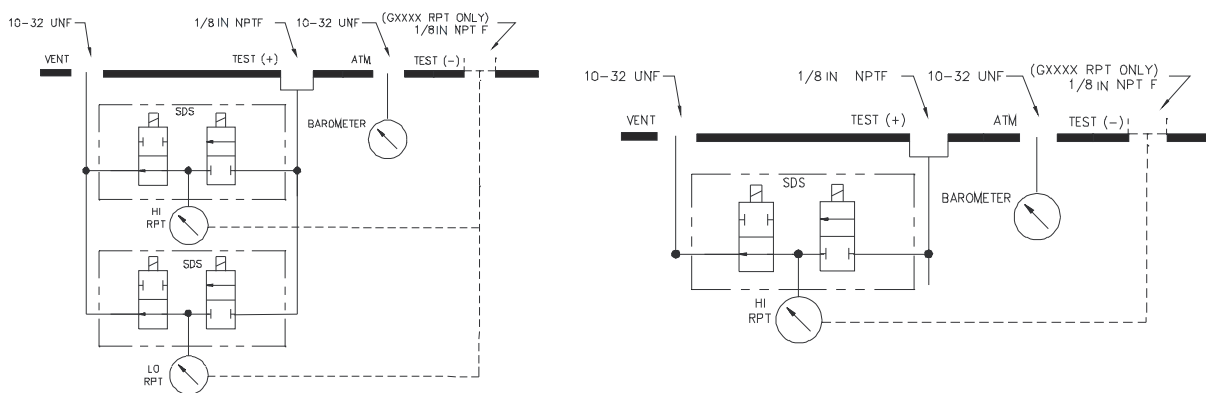 10-32 UNF
1/8 IN NPTF
10-32 UNF
(GXXXX RPT ONLY)
1/8 IN NPT F
VENT
TEST (+)
ATM
TEST (-)
SDS
BAROMETER
HI
RPT
SDS
LO
RPT
10-32 UNF
1/8 IN NPTF
10-32 UNF
(GXXXX RPT ONLY)
1/8 IN NPT F
VENT
TEST (+)
ATM
TEST (-)
SDS
BAROMETER
HI
RPT